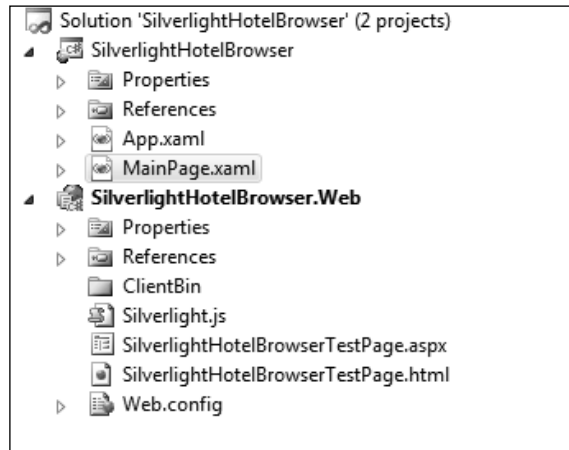 Solution 'SilverlightHotelBrowser' (2 projects)
SilverlightHotelBrowser
Properties
References
App.xaml
MainPage.xaml
SilverlightHotelBrowser.Web
Properties
References
ClientBin
Silverlight.js
SilverlightHotelBrowserTestPage.aspx
SilverlightHotelBrowserTestPage.html
Web.config